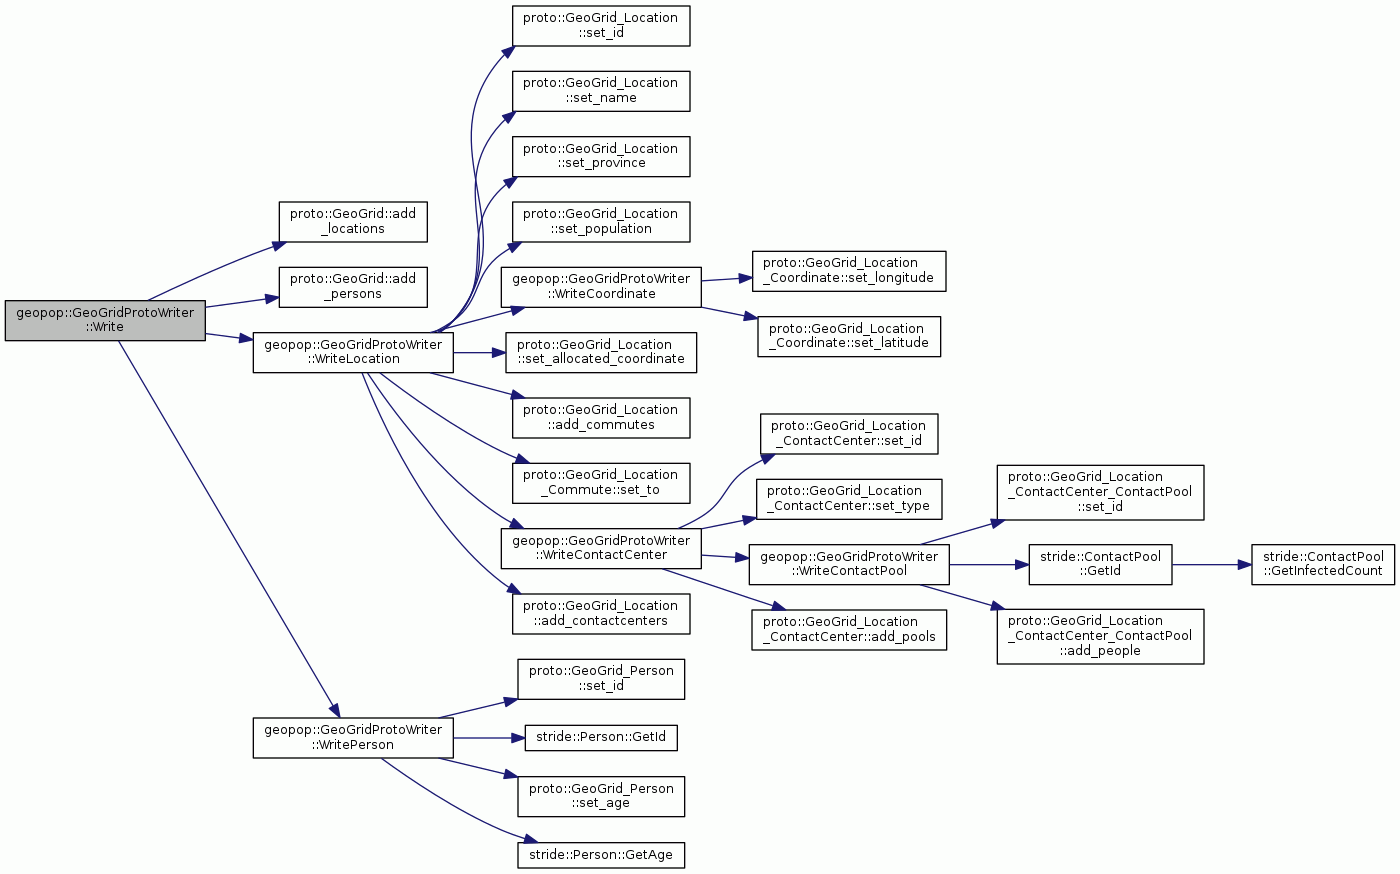 proto::GeoGrid_Location
::set_id
proto::GeoGrid_Location
::set_name
proto::GeoGrid_Location
::set_province
proto::GeoGrid::add
_locations
proto::GeoGrid_Location
::set_population
proto::GeoGrid_Location
_Coordinate::set_longitude
proto::GeoGrid::add
_persons
geopop::GeoGridProtoWriter
::WriteCoordinate
geopop::GeoGridProtoWriter
::Write
proto::GeoGrid_Location
_Coordinate::set_latitude
geopop::GeoGridProtoWriter
::WriteLocation
proto::GeoGrid_Location
::set_allocated_coordinate
proto::GeoGrid_Location
::add_commutes
proto::GeoGrid_Location
_ContactCenter::set_id
proto::GeoGrid_Location
_Commute::set_to
proto::GeoGrid_Location
_ContactCenter::set_type
proto::GeoGrid_Location
_ContactCenter_ContactPool
::set_id
geopop::GeoGridProtoWriter
::WriteContactCenter
geopop::GeoGridProtoWriter
::WriteContactPool
stride::ContactPool
::GetId
stride::ContactPool
::GetInfectedCount
proto::GeoGrid_Location
::add_contactcenters
proto::GeoGrid_Location
_ContactCenter::add_pools
proto::GeoGrid_Location
_ContactCenter_ContactPool
::add_people
proto::GeoGrid_Person
::set_id
geopop::GeoGridProtoWriter
::WritePerson
stride::Person::GetId
proto::GeoGrid_Person
::set_age
stride::Person::GetAge